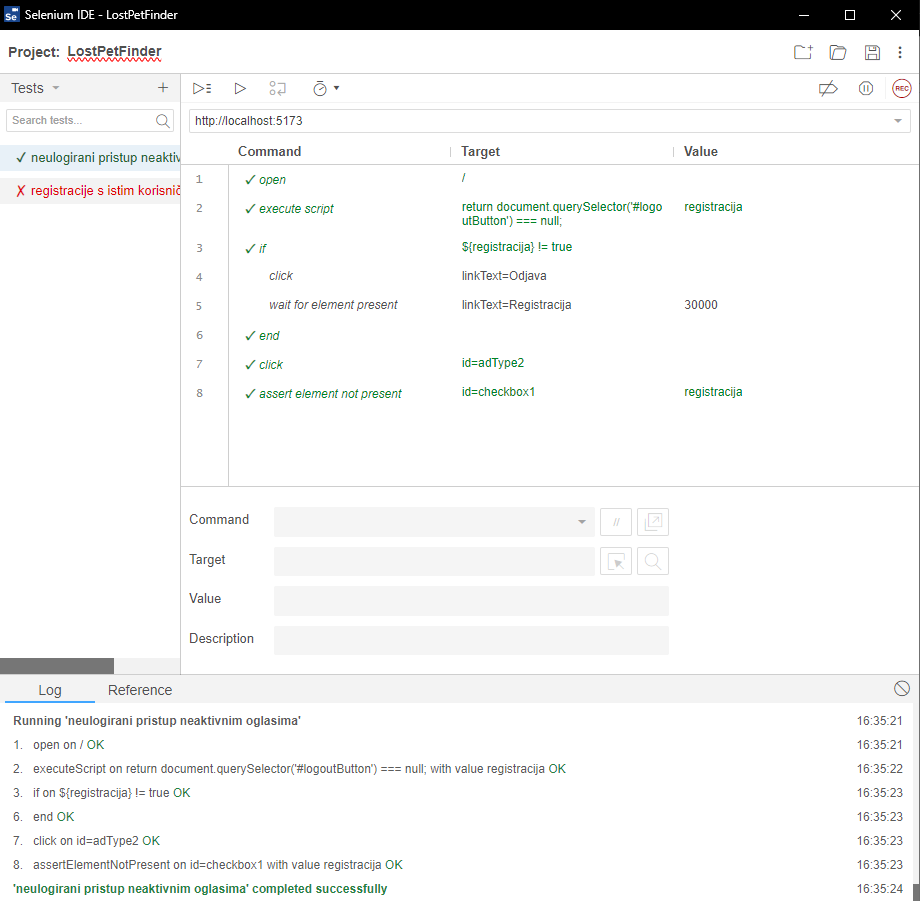 Selenium IDE - LostPetFinder
Project: LostPetFinder
Tests
Search tests...
✓ neulogirani pristup neaktiv
✗ registracije s istim korisnič
REC
http://localhost:5173
Command Target Value
1 ✓ open /
2 ✓ execute script return document.querySelector('#logo registracija
utButton') === null;
3 ✓ if ${registracija} != true
4 click linkText=Odjava
5 wait for element present linkText=Registracija 30000
6 ✓ end
7 ✓ click id=adType2
8 ✓ assert element not present id=checkbox1 registracija
Command //
Target
Value
Description
Log Reference
Running 'neulogirani pristup neaktivnim oglasima' 16:35:21
1. open on / OK 16:35:21
2. executeScript on return document.querySelector('#logoutButton') === null; with value registracija OK 16:35:22
3. if on ${registracija} != true OK 16:35:23
6. end OK 16:35:23
7. click on id=adType2 OK 16:35:23
8. assertElementNotPresent on id=checkbox1 with value registracija OK 16:35:23
'neulogirani pristup neaktivnim oglasima' completed successfully 16:35:24